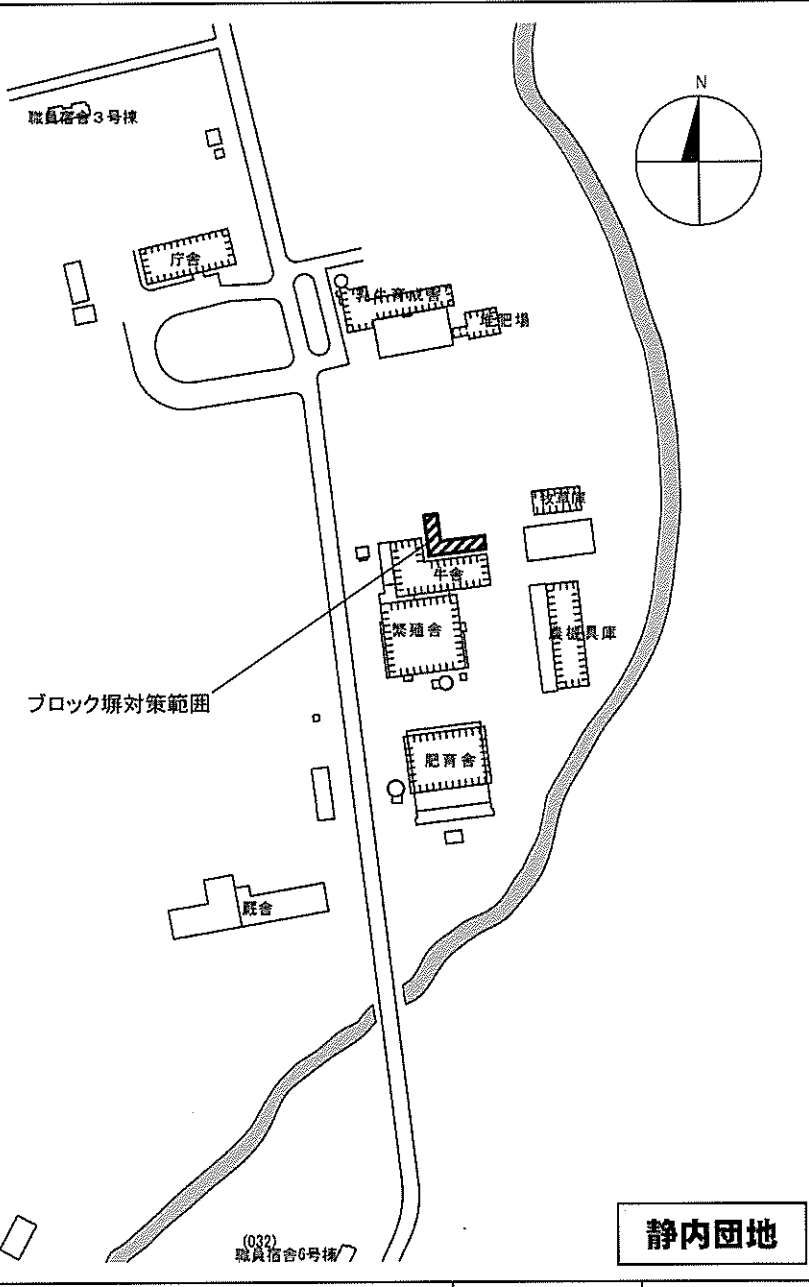 N
職員宿舎3号棟
庁舎
堆肥場
牧草庫
牛舎
繁殖舎
農機具庫
ブロック塀対策範囲
肥育舎
厩舎
(032)
職員宿舎6号棟
静内団地